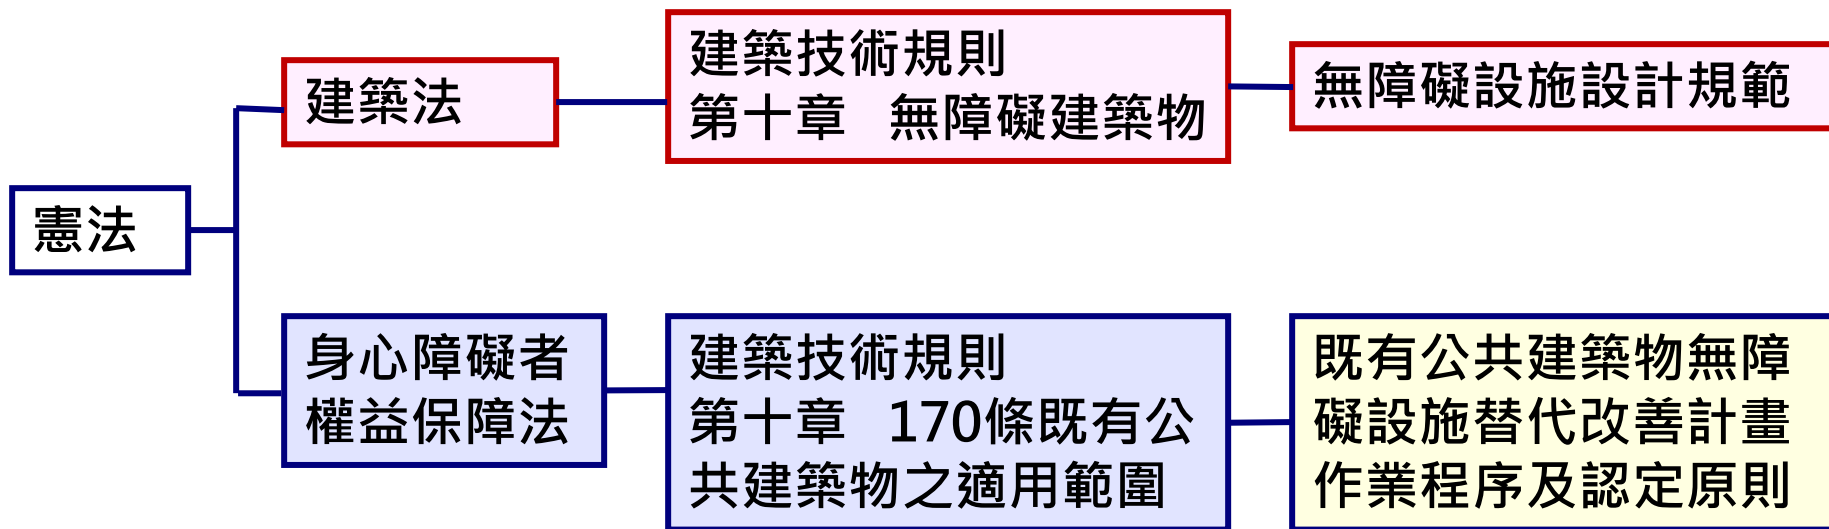 憲法
建築法
建築技術規則
第十章 無障礙建築物
無障礙設施設計規範
身心障礙者
權益保障法
建築技術規則
第十章 170條既有公
共建築物之適用範圍
既有公共建築物無障
礙設施替代改善計畫
作業程序及認定原則